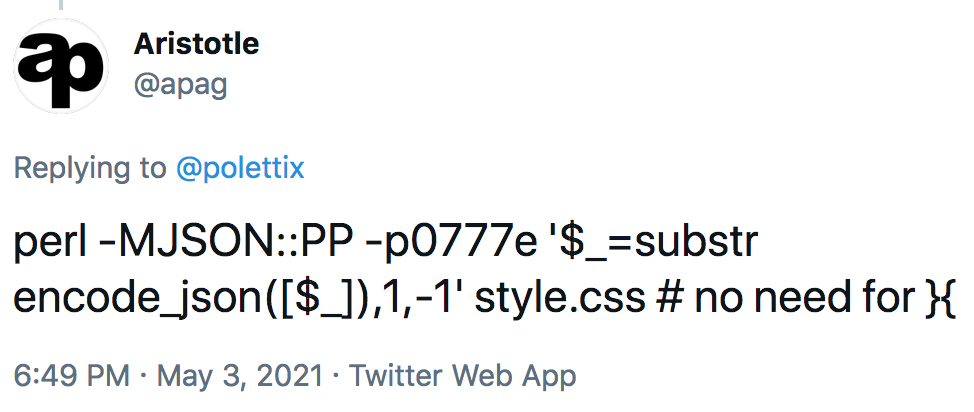 ap
Aristotle
@apag
Replying to @polettix
perl -MJSON::PP -p0777e '$_=substr
encode_json([$_]),1,-1' style.css # no need for }{
6:49 PM · May 3, 2021 · Twitter Web App